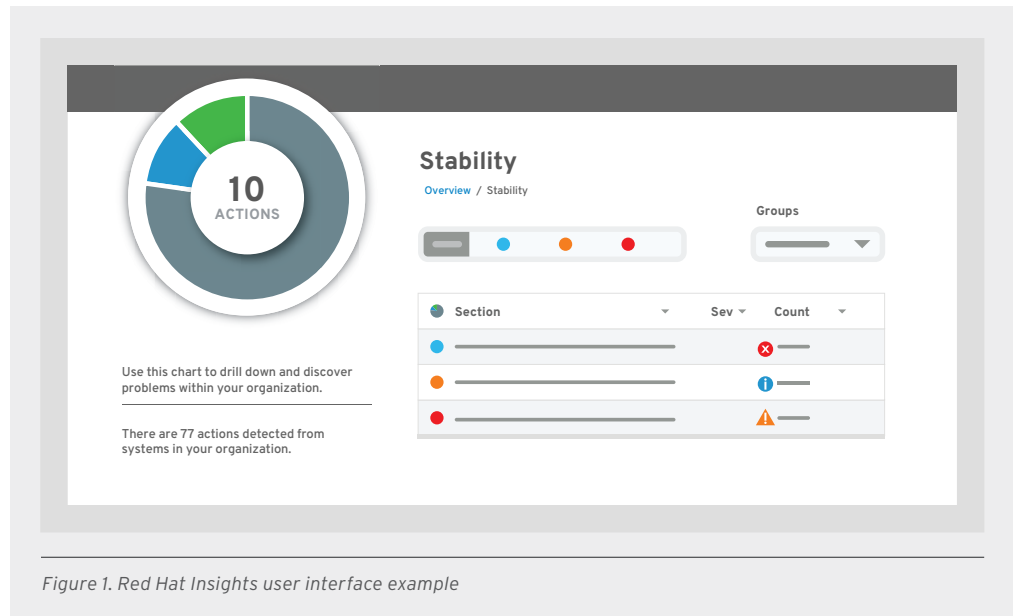 10
ACTIONS
Use this chart to drill down and discover
problems within your organization.
There are 77 actions detected from
systems in your organization.
Stability
Overview / Stability
Groups
Section Sev Count
Figure 1. Red Hat Insights user interface example